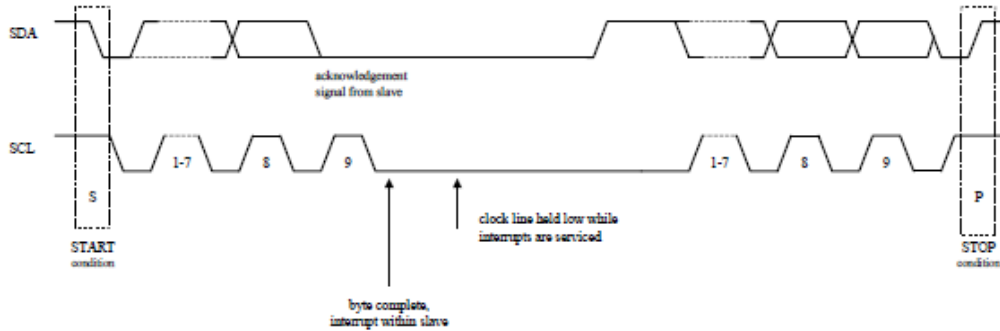 SDA
acknowledgement
signal from slave
SCL
1-7
8
9
1-7
8
9
S
P
clock line held low while
interrupts are serviced
START
condition
STOP
condition
byte complete,
interrupt within slave